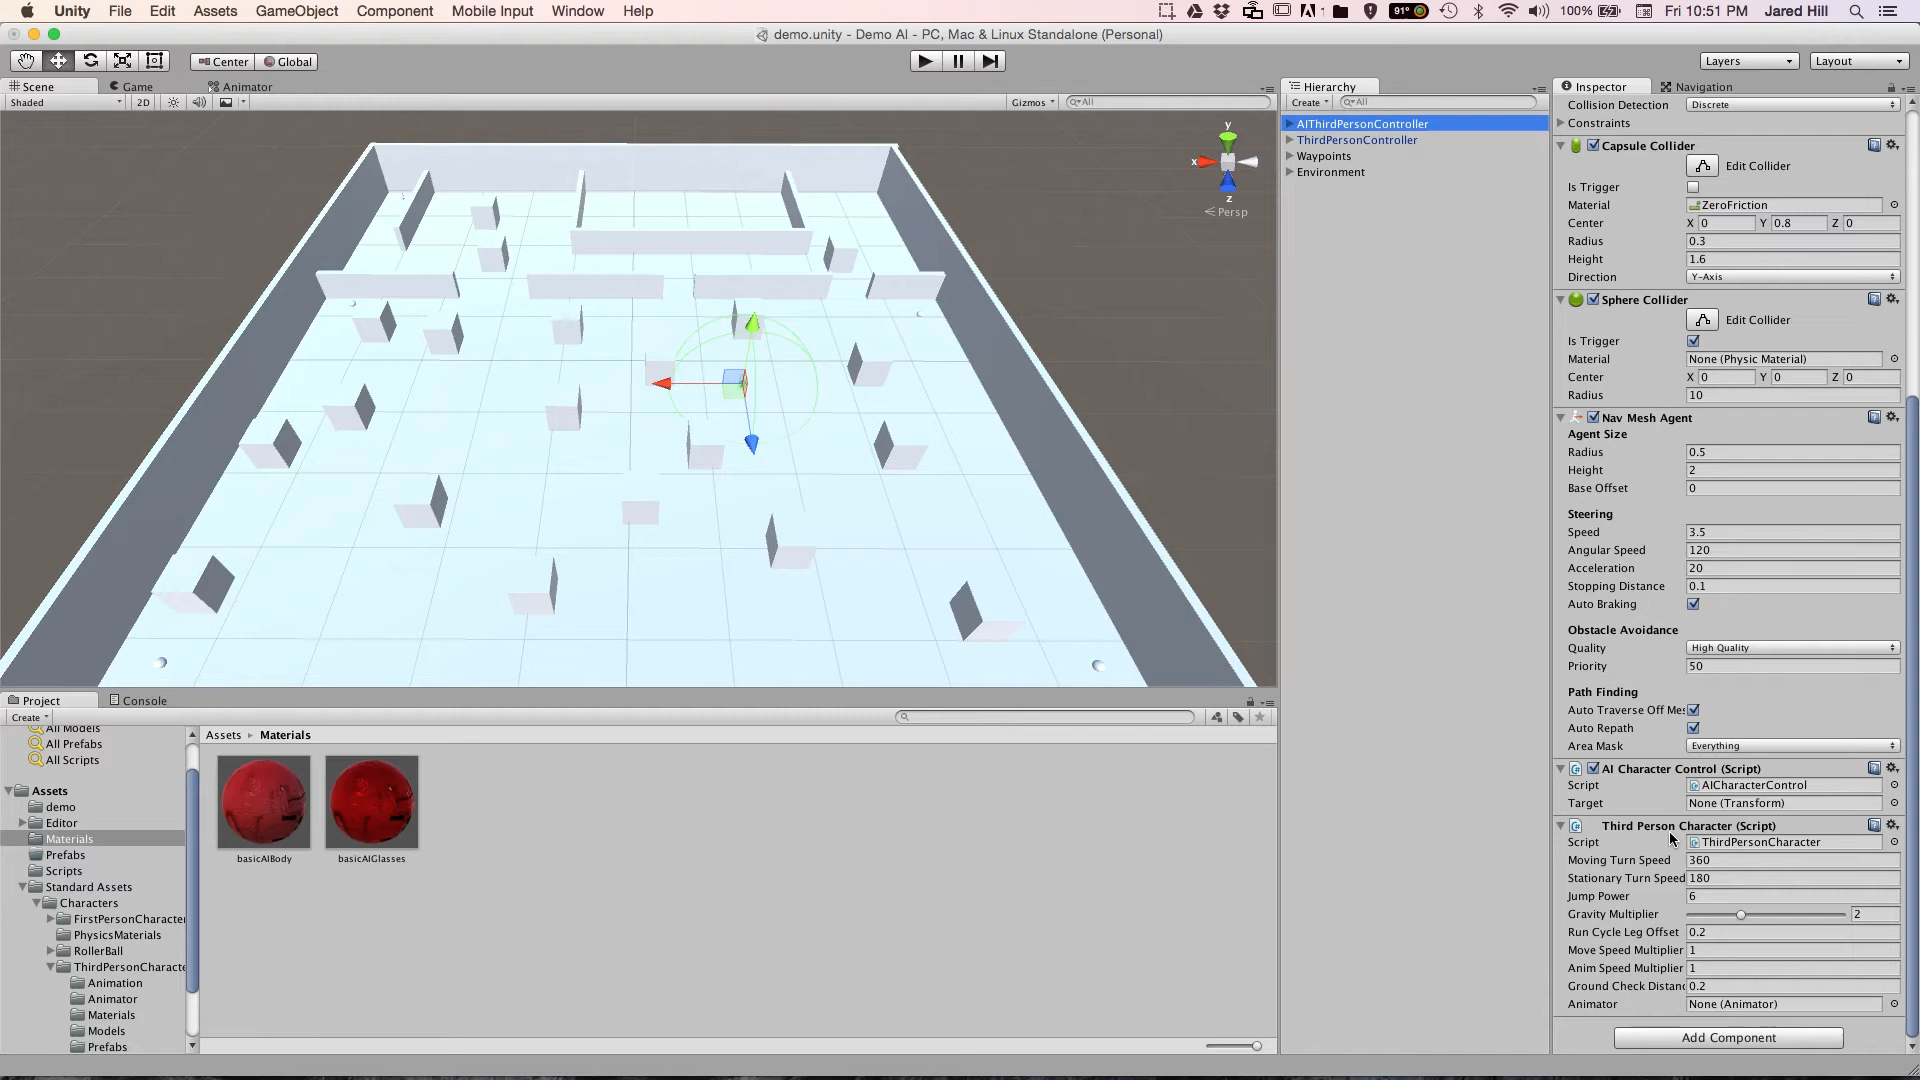 Unity File Edit Assets GameObject Component Mobile Input Window Help 1 91° 100% Fri 10:51 PM Jared Hill
demo.unity - Demo AI - PC, Mac & Linux Standalone (Personal)
Center Global Layers Layout
Scene Game Animator
Shaded 2D Gizmos All
y
x
z
Persp
Hierarchy
Create All
AIThirdPersonController
ThirdPersonController
Waypoints
Environment
Inspector Navigation
Collision Detection Discrete
Constraints
Capsule Collider
Edit Collider
Is Trigger
Material ZeroFriction
Center X 0 Y 0.8 Z 0
Radius 0.3
Height 1.6
Direction Y-Axis
Sphere Collider
Edit Collider
Is Trigger
Material None (Physic Material)
Center X 0 Y 0 Z 0
Radius 10
Nav Mesh Agent
Agent Size
Radius 0.5
Height 2
Base Offset 0
Steering
Speed 3.5
Angular Speed 120
Acceleration 20
Stopping Distance 0.1
Auto Braking
Obstacle Avoidance
Quality High Quality
Priority 50
Path Finding
Auto Traverse Off Mes
Auto Repath
Area Mask Everything
AI Character Control (Script)
Script AICharacterControl
Target None (Transform)
Third Person Character (Script)
Script ThirdPersonCharacter
Moving Turn Speed 360
Stationary Turn Speed 180
Jump Power 6
Gravity Multiplier 2
Run Cycle Leg Offset 0.2
Move Speed Multiplier 1
Anim Speed Multiplier 1
Ground Check Distanc 0.2
Animator None (Animator)
Add Component
Project Console
Create
All Models
All Prefabs
All Scripts
Assets
demo
Editor
Materials
Prefabs
Scripts
Standard Assets
Characters
FirstPersonCharacter
PhysicsMaterials
RollerBall
ThirdPersonCharacte
Animation
Animator
Materials
Models
Prefabs
Assets Materials
basicAIBody basicAIGlasses